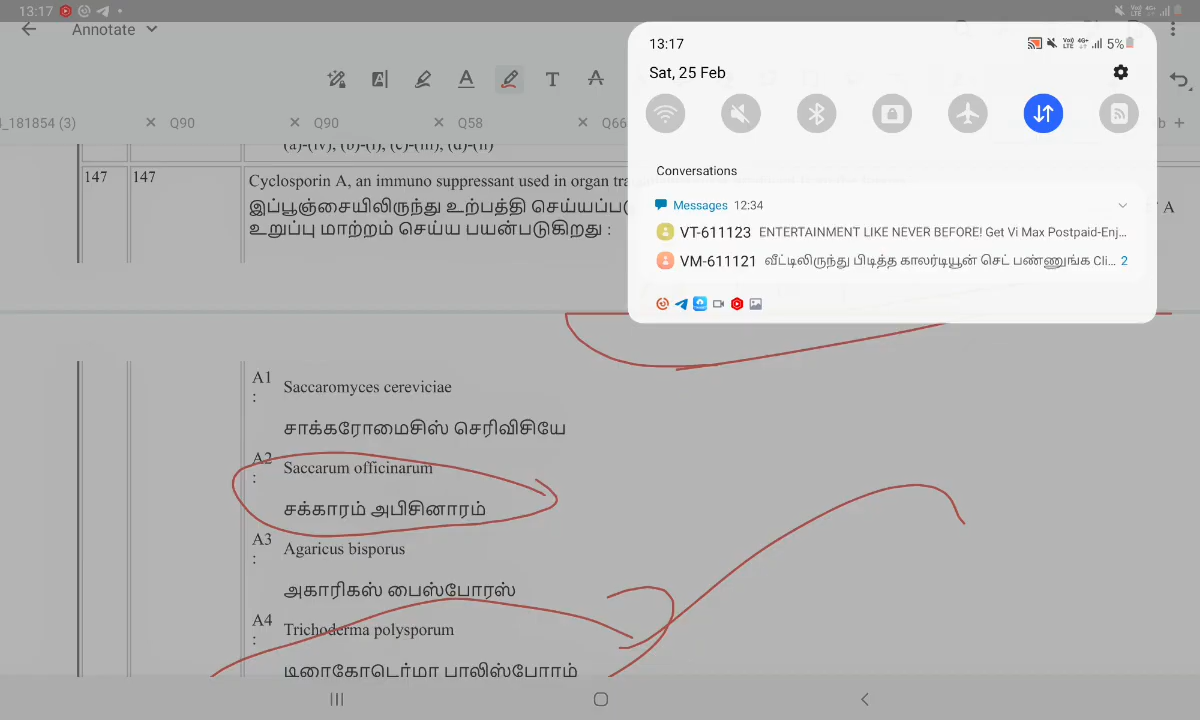 13:17
Annotate
13:17
5%
Sat, 25 Feb
_181854 (3)
Q90
Q90
Q58
Q66
Conversations
Messages 12:34
VT-611123 ENTERTAINMENT LIKE NEVER BEFORE! Get Vi Max Postpaid-Enj...
VM-611121 வீட்டிலிருந்து பிடித்த காலர்டியூன் செட் பண்ணுங்க Cli... 2
(a)-(iv), (b)-(i), (c)-(iii), (d)-(ii)
147 147 Cyclosporin A, an immuno suppressant used in organ
இப்பூஞ்சையிலிருந்து உற்பத்தி A
உறுப்பு மாற்றம் செய்ய பயன்படுகிறது :
A1 : Saccaromyces cereviciae
சாக்கரோமைசிஸ் செரிவிசியே
A2 : Saccarum officinarum
சக்காரம் அபிசினாரம்
A3 : Agaricus bisporus
அகாரிகஸ் பைஸ்போரஸ்
A4 : Trichoderma polysporum
டிரைகோடெர்மா பாலிஸ்போரம்